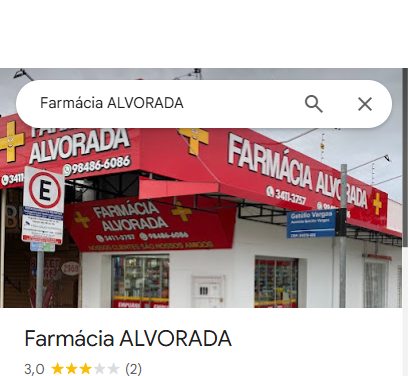 Farmácia ALVORADA
FARMÁCIA
ALVORADA
98486-6086
FARMÁCIA ALVORADA
3411-3757
E
FARMÁCIA
ALVORADA
3411-3757 98486-6086
NOSSOS CLIENTES SÃO NOSSOS AMIGOS
Getúlio Vargas
Farmácia ALVORADA
3,0 (2)